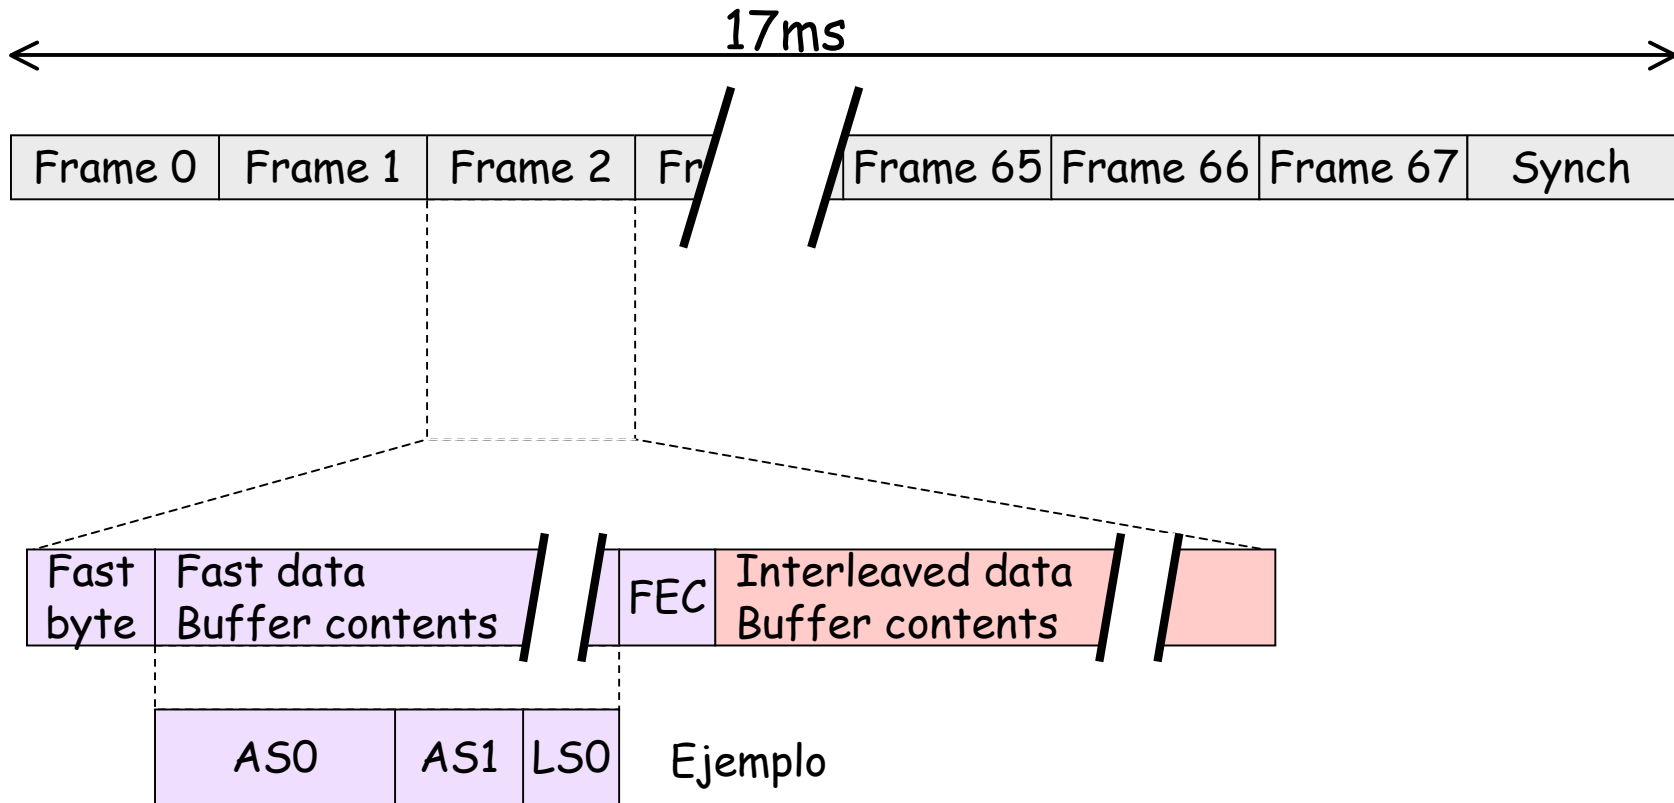 17ms
Frame 0 Frame 1 Frame 2 Fr Frame 65 Frame 66 Frame 67 Synch
Fast Fast data FEC Interleaved data
byte Buffer contents Buffer contents
AS0 AS1 LS0 Ejemplo